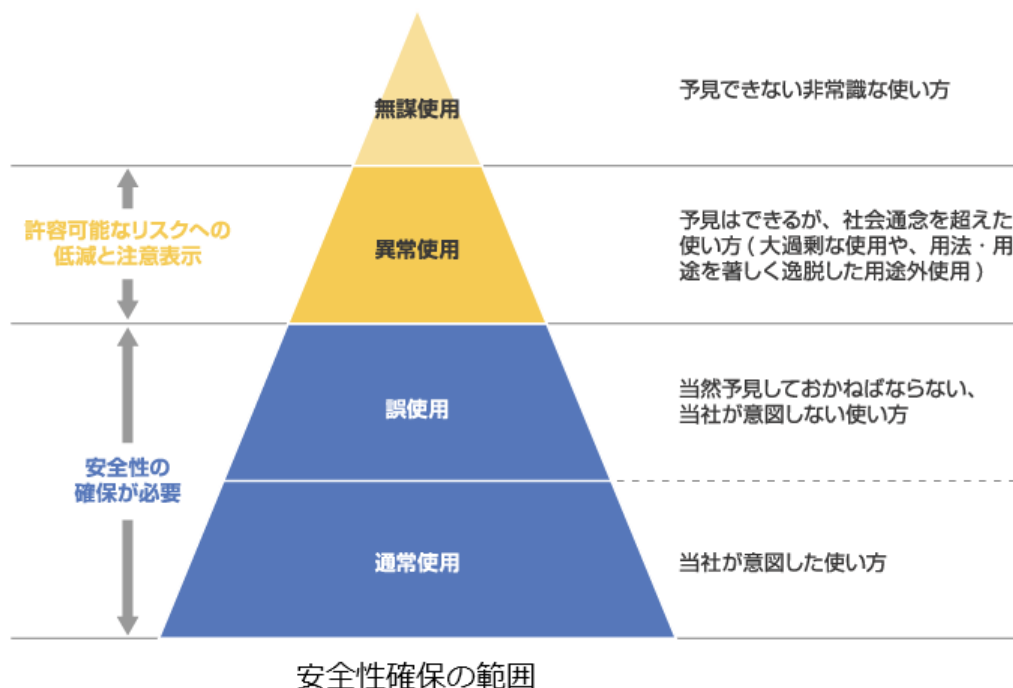 無謀使用
予見できない非常識な使い方
許容可能なリスクへの
低減と注意表示
異常使用
予見はできるが、社会通念を超えた
使い方 ( 大過剰な使用や、用法・用
途を著しく逸脱した用途外使用 )
安全性の
確保が必要
誤使用
当然予見しておかねばならない、
当社が意図しない使い方
通常使用
当社が意図した使い方
安全性確保の範囲